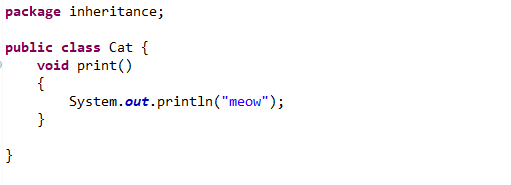 package inheritance;
public class Cat {
    void print()
    {
        System.out.println("meow");
    }
}